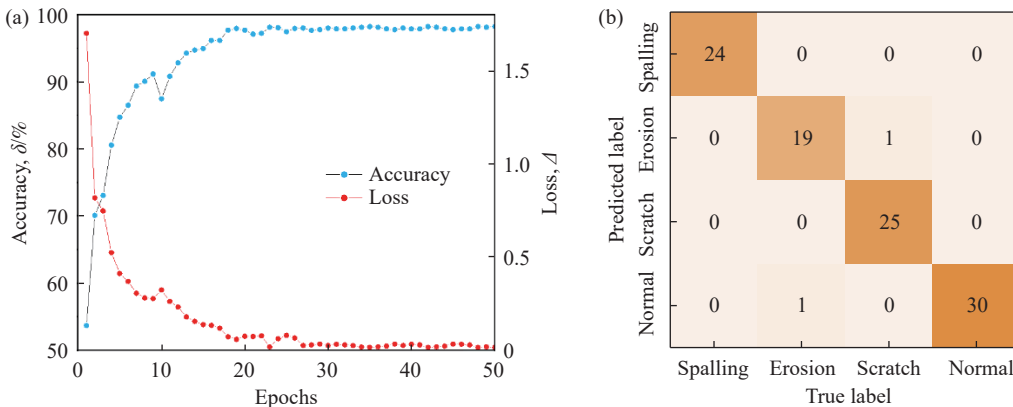 (a)
100
90
80
70
60
50
Accuracy, δ/%
0
10
20
30
40
50
Epochs
1.5
1.0
0.5
0
Loss, Δ
Accuracy
Loss
(b)
Predicted label
Spalling
24 0 0 0
Erosion
0 19 1 0
Scratch
0 0 25 0
Normal
0 1 0 30
Spalling Erosion Scratch Normal
True label